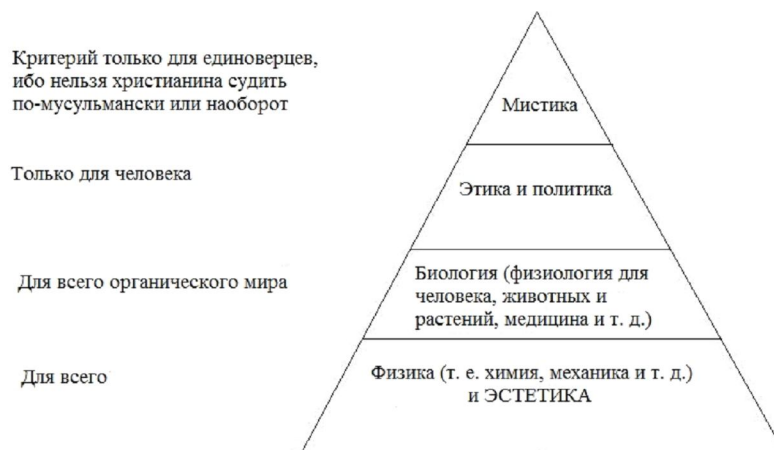 Критерий только для единоверцев,
ибо нельзя христианина судить
по-мусульмански или наоборот
Мистика
Только для человека
Этика и политика
Для всего органического мира
Биология (физиология для
человека, животных и
растений, медицина и т. д.)
Для всего
Физика (т. е. химия, механика и т. д.)
и ЭСТЕТИКА